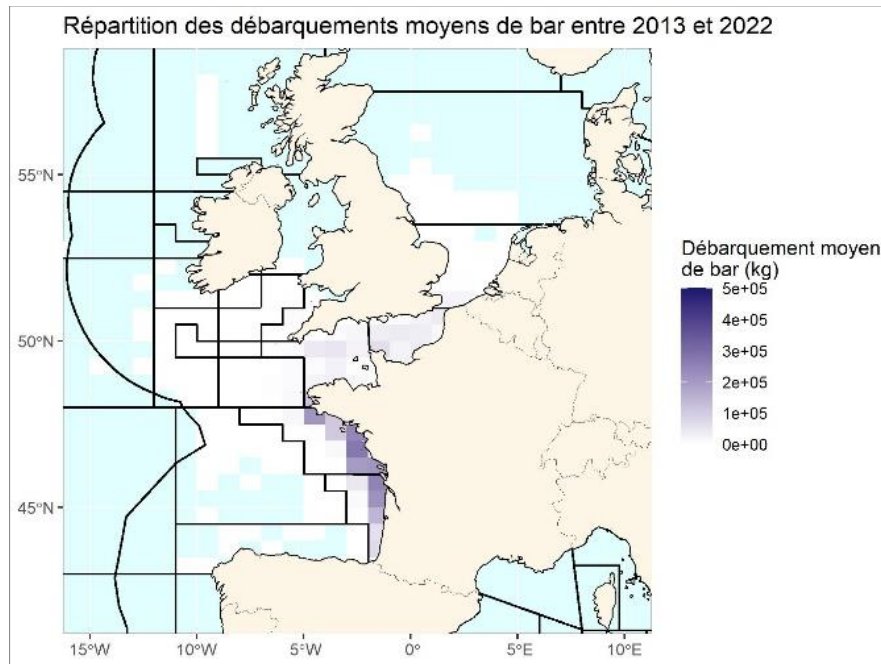 Répartition des débarquements moyens de bar entre 2013 et 2022
55°N
50°N
45°N
15°W
10°W
5°W
0°
5°E
10°E
Débarquement moyen
de bar (kg)
5e+05
4e+05
3e+05
2e+05
1e+05
0e+00